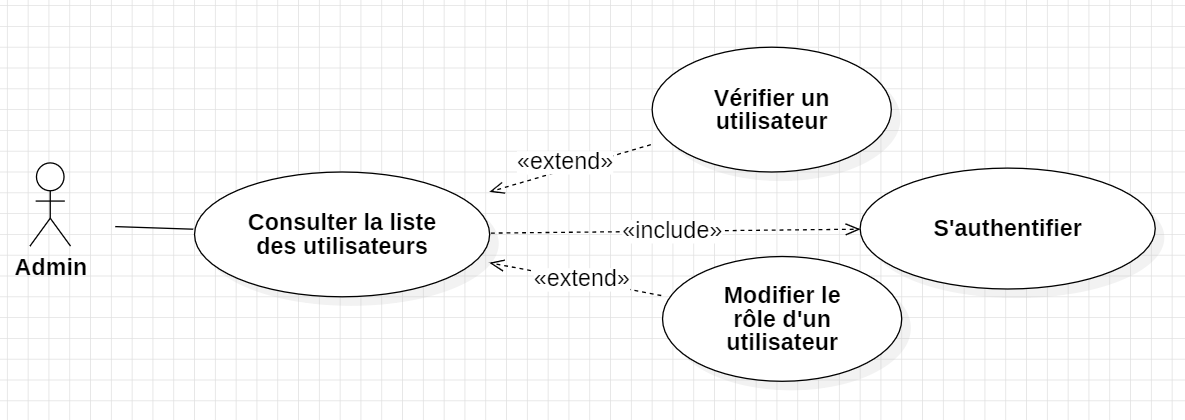 Vérifier un
utilisateur
«extend»
Consulter la liste
des utilisateurs
«include»
S'authentifier
Admin
«extend»
Modifier le
rôle d'un
utilisateur